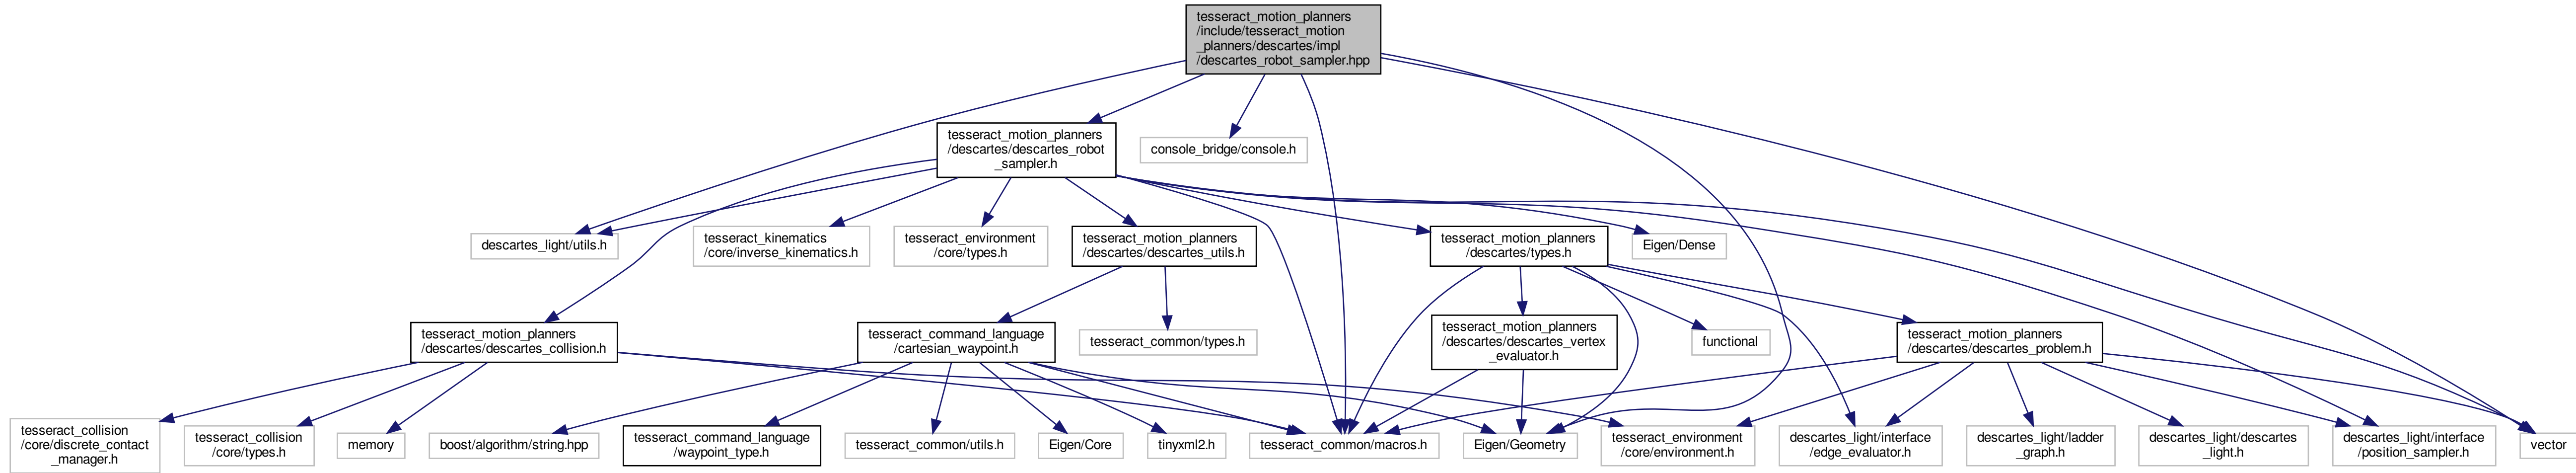 tesseract_motion_planners
/include/tesseract_motion
_planners/descartes/impl
/descartes_robot_sampler.hpp
tesseract_motion_planners
/descartes/descartes_robot
_sampler.h
console_bridge/console.h
descartes_light/utils.h
tesseract_kinematics
/core/inverse_kinematics.h
tesseract_environment
/core/types.h
tesseract_motion_planners
/descartes/descartes_utils.h
tesseract_motion_planners
/descartes/types.h
Eigen/Dense
tesseract_motion_planners
/descartes/descartes_collision.h
tesseract_command_language
/cartesian_waypoint.h
tesseract_common/types.h
tesseract_motion_planners
/descartes/descartes_vertex
_evaluator.h
functional
tesseract_motion_planners
/descartes/descartes_problem.h
tesseract_collision
/core/discrete_contact
_manager.h
tesseract_collision
/core/types.h
memory
boost/algorithm/string.hpp
tesseract_command_language
/waypoint_type.h
tesseract_common/utils.h
Eigen/Core
tinyxml2.h
tesseract_common/macros.h
Eigen/Geometry
tesseract_environment
/core/environment.h
descartes_light/interface
/edge_evaluator.h
descartes_light/ladder
_graph.h
descartes_light/descartes
_light.h
descartes_light/interface
/position_sampler.h
vector